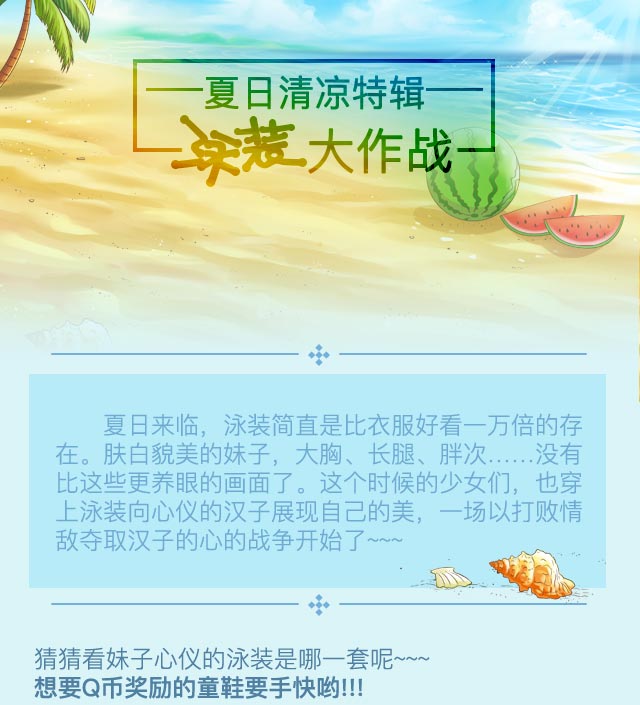 夏日清凉特辑
泳装大作战
夏日来临，泳装简直是比衣服好看一万倍的存
在。肤白貌美的妹子，大胸、长腿、胖次……没有
比这些更养眼的画面了。这个时候的少女们，也穿
上泳装向心仪的汉子展现自己的美，一场以打败情
敌夺取汉子的心的战争开始了~~~
猜猜看妹子心仪的泳装是哪一套呢~~~
想要Q币奖励的童鞋要手快哟!!!